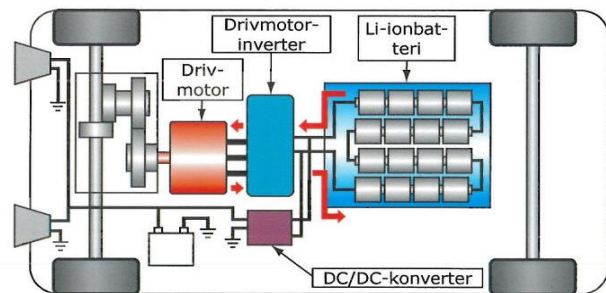 Drivmotor-
inverter
Li-ionbat-
teri
Driv-
motor
DC/DC-konverter